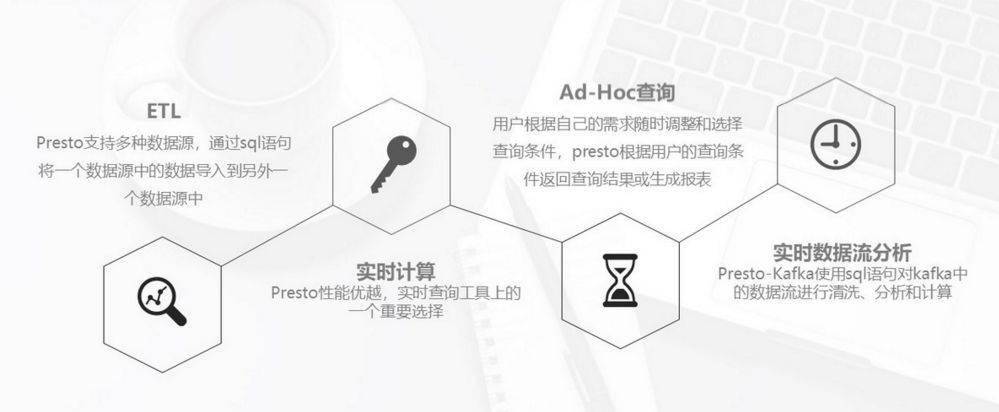 ETL
Presto支持多种数据源，通过sql语句
将一个数据源中的数据导入到另外一
个数据源中
实时计算
Presto性能优越，实时查询工具上的
一个重要选择
Ad-Hoc查询
用户根据自己的需求随时调整和选择
查询条件，presto根据用户的查询条
件返回查询结果或生成报表
实时数据流分析
Presto-Kafka使用sql语句对kafka中
的数据流进行清洗、分析和计算